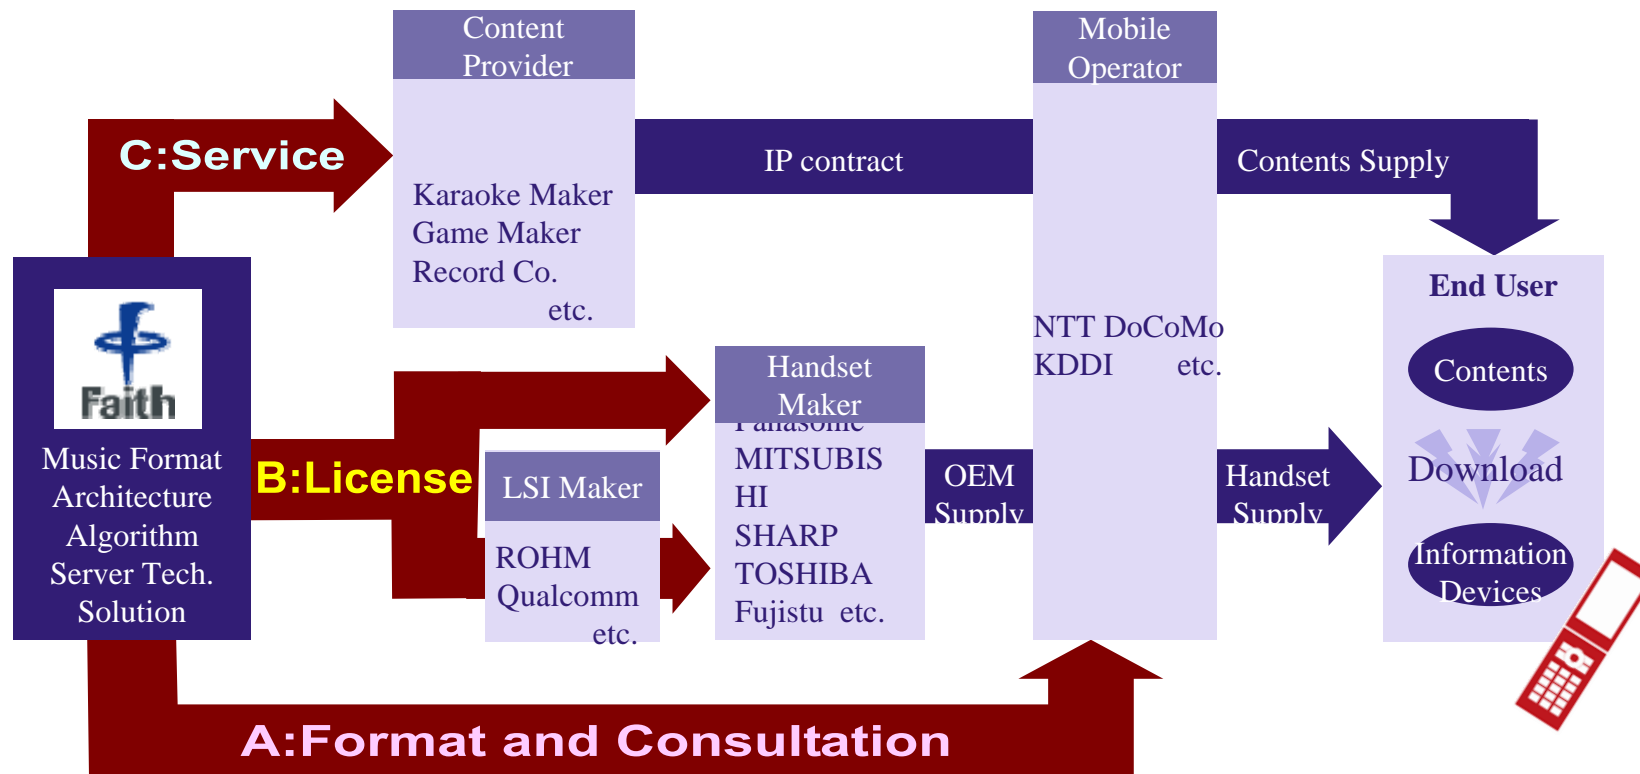 Content
Provider
Mobile
Operator
C:Service
IP contract
Contents Supply
Karaoke Maker
Game Maker
Record Co.
etc.
End User
Faith
NTT DoCoMo
KDDI etc.
Handset
Maker
Contents
Panasonic
Music Format
Architecture
Algorithm
Server Tech.
Solution
B:License
LSI Maker
MITSUBIS
HI
SHARP
TOSHIBA
Fujistu etc.
OEM
Supply
Handset
Supply
Download
ROHM
Qualcomm
etc.
Information
Devices
A:Format and Consultation